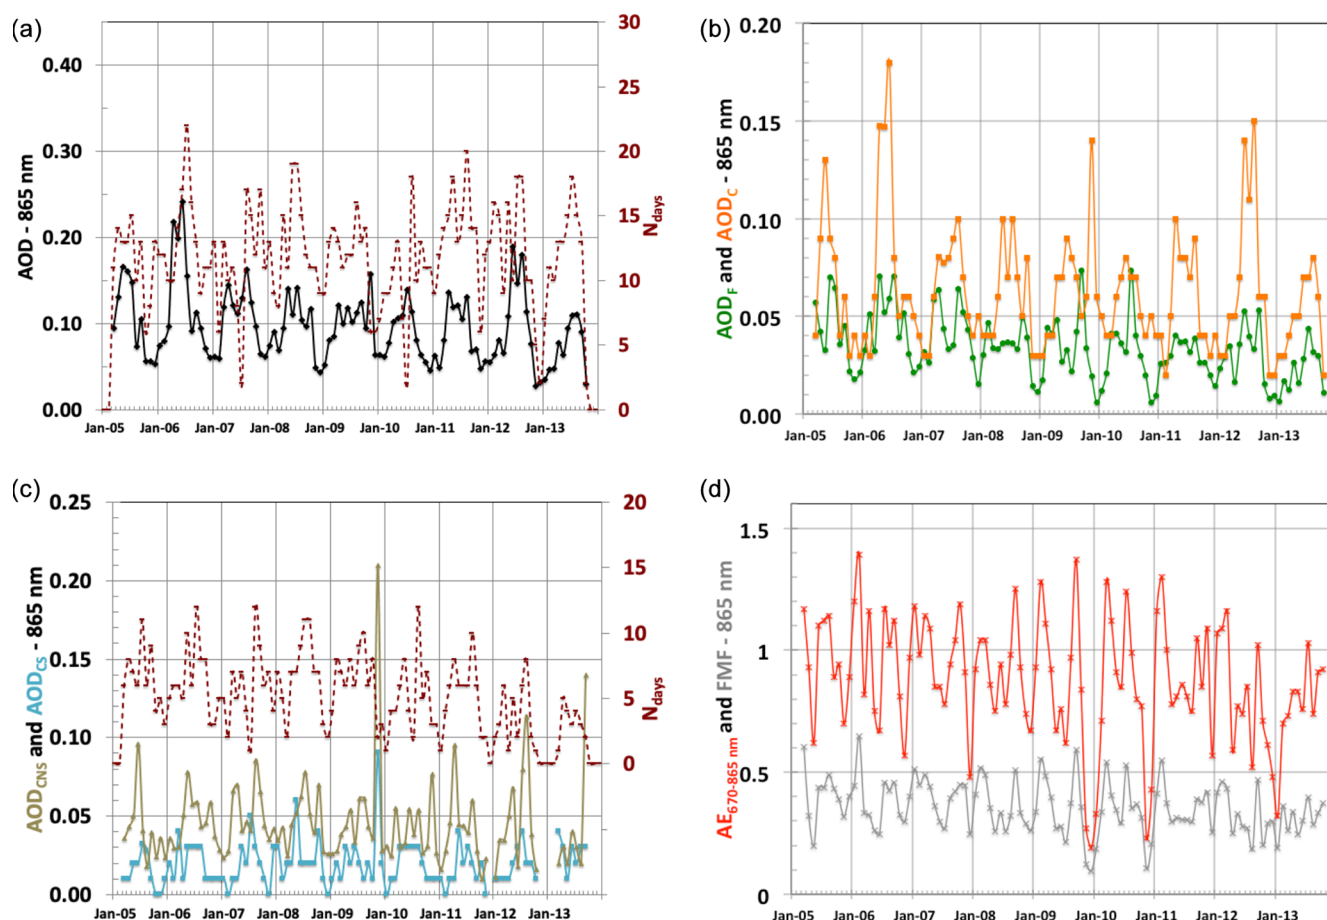 (a)
AOD - 865 nm
0.40
0.30
0.20
0.10
0.00
30
25
20
15
10
5
0
Ndays
Jan-05 Jan-06 Jan-07 Jan-08 Jan-09 Jan-10 Jan-11 Jan-12 Jan-13
(b)
AODF and AODC - 865 nm
0.20
0.15
0.10
0.05
0.00
Jan-05 Jan-06 Jan-07 Jan-08 Jan-09 Jan-10 Jan-11 Jan-12 Jan-13
(c)
AODCNS and AODCS - 865 nm
0.25
0.20
0.15
0.10
0.05
0.00
20
15
10
5
0
Ndays
Jan-05 Jan-06 Jan-07 Jan-08 Jan-09 Jan-10 Jan-11 Jan-12 Jan-13
(d)
AE670-865 nm and FMF - 865 nm
1.5
1
0.5
0
Jan-05 Jan-06 Jan-07 Jan-08 Jan-09 Jan-10 Jan-11 Jan-12 Jan-13